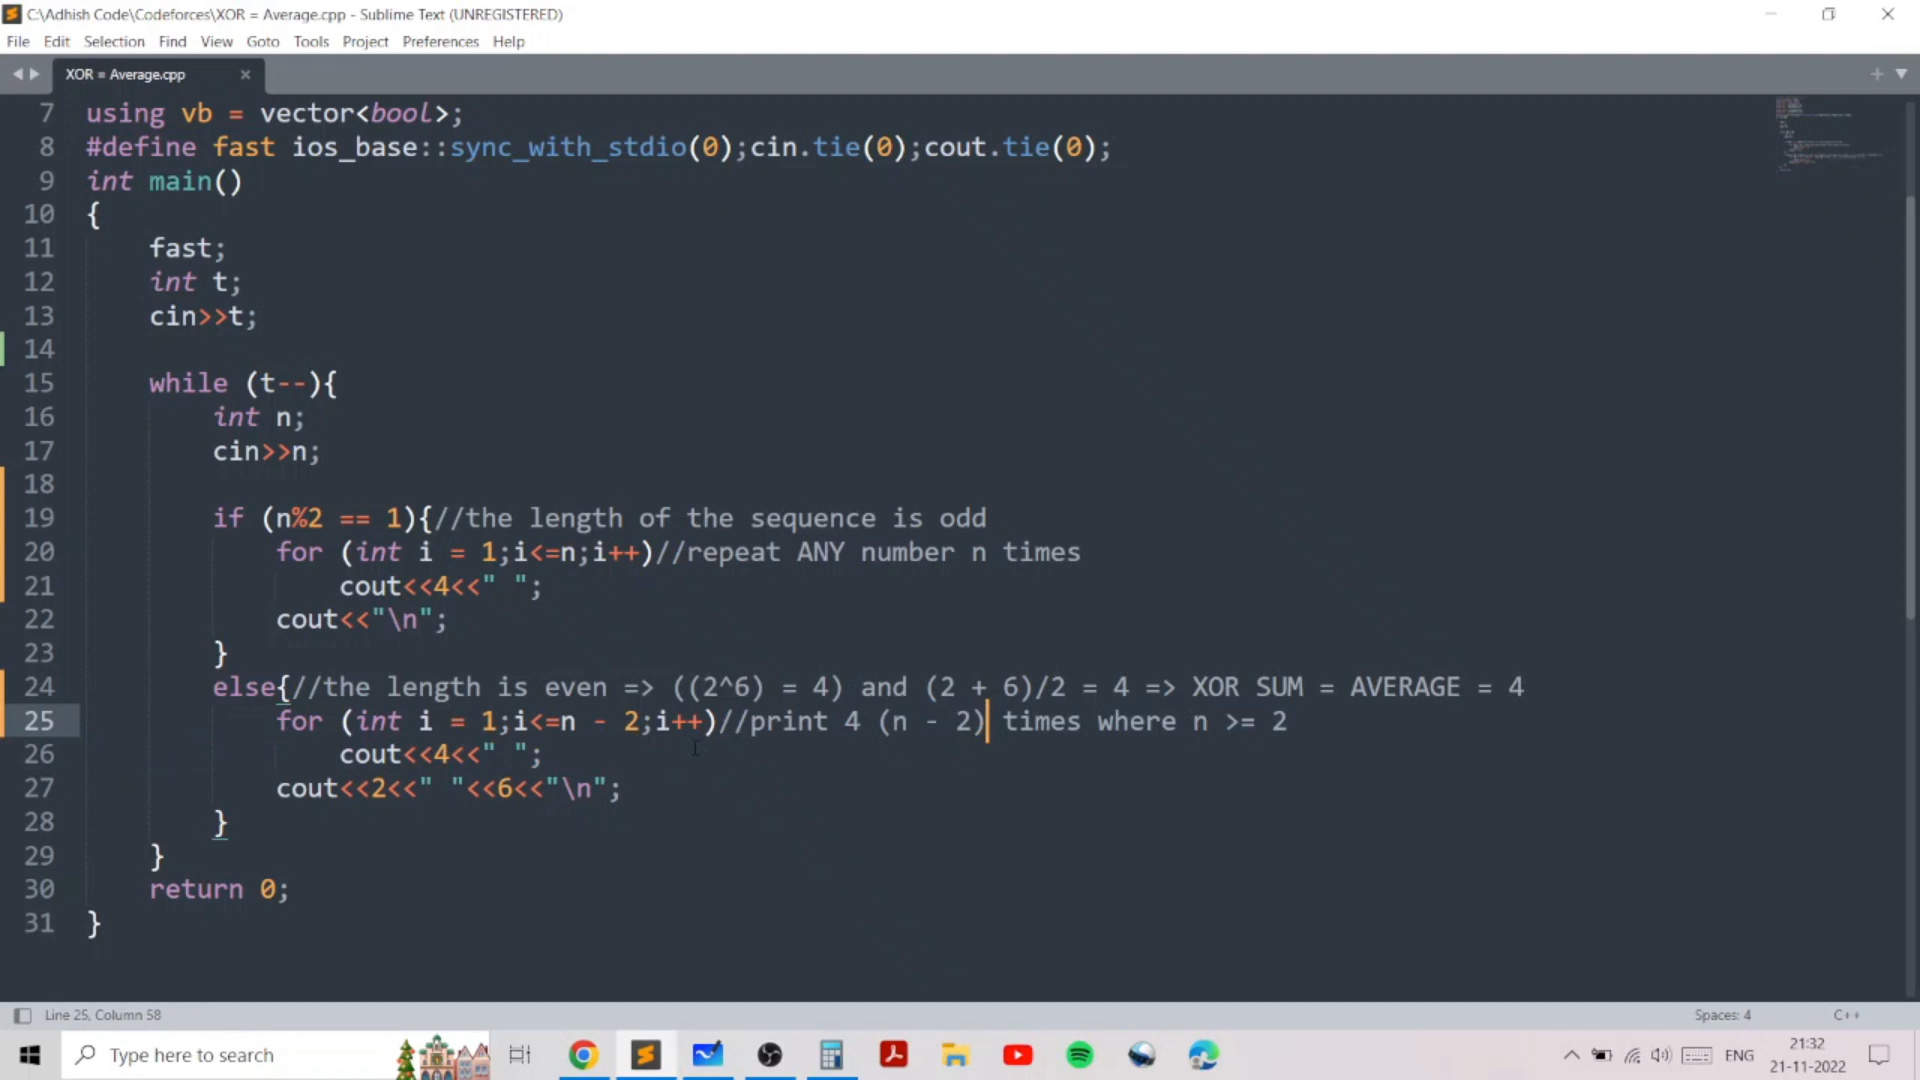 C:\Adhish Code\Codeforces\XOR = Average.cpp - Sublime Text (UNREGISTERED)
File Edit Selection Find View Goto Tools Project Preferences Help
XOR = Average.cpp
7 using vb = vector<bool>;
8 #define fast ios_base::sync_with_stdio(0);cin.tie(0);cout.tie(0);
9 int main()
10 {
11 fast;
12 int t;
13 cin>>t;
14
15 while (t--){
16 int n;
17 cin>>n;
18
19 if (n%2 == 1){//the length of the sequence is odd
20 for (int i = 1;i<=n;i++)//repeat ANY number n times
21 cout<<4<<" ";
22 cout<<"\n";
23 }
24 else{//the length is even => ((2^6) = 4) and (2 + 6)/2 = 4 => XOR SUM = AVERAGE = 4
25 for (int i = 1;i<=n - 2;i++)//print 4 (n - 2) times where n >= 2
26 cout<<4<<" ";
27 cout<<2<<" "<<6<<"\n";
28 }
29 }
30 return 0;
31 }
Line 25, Column 58 Spaces: 4 C++
Type here to search ENG 21:32
21-11-2022